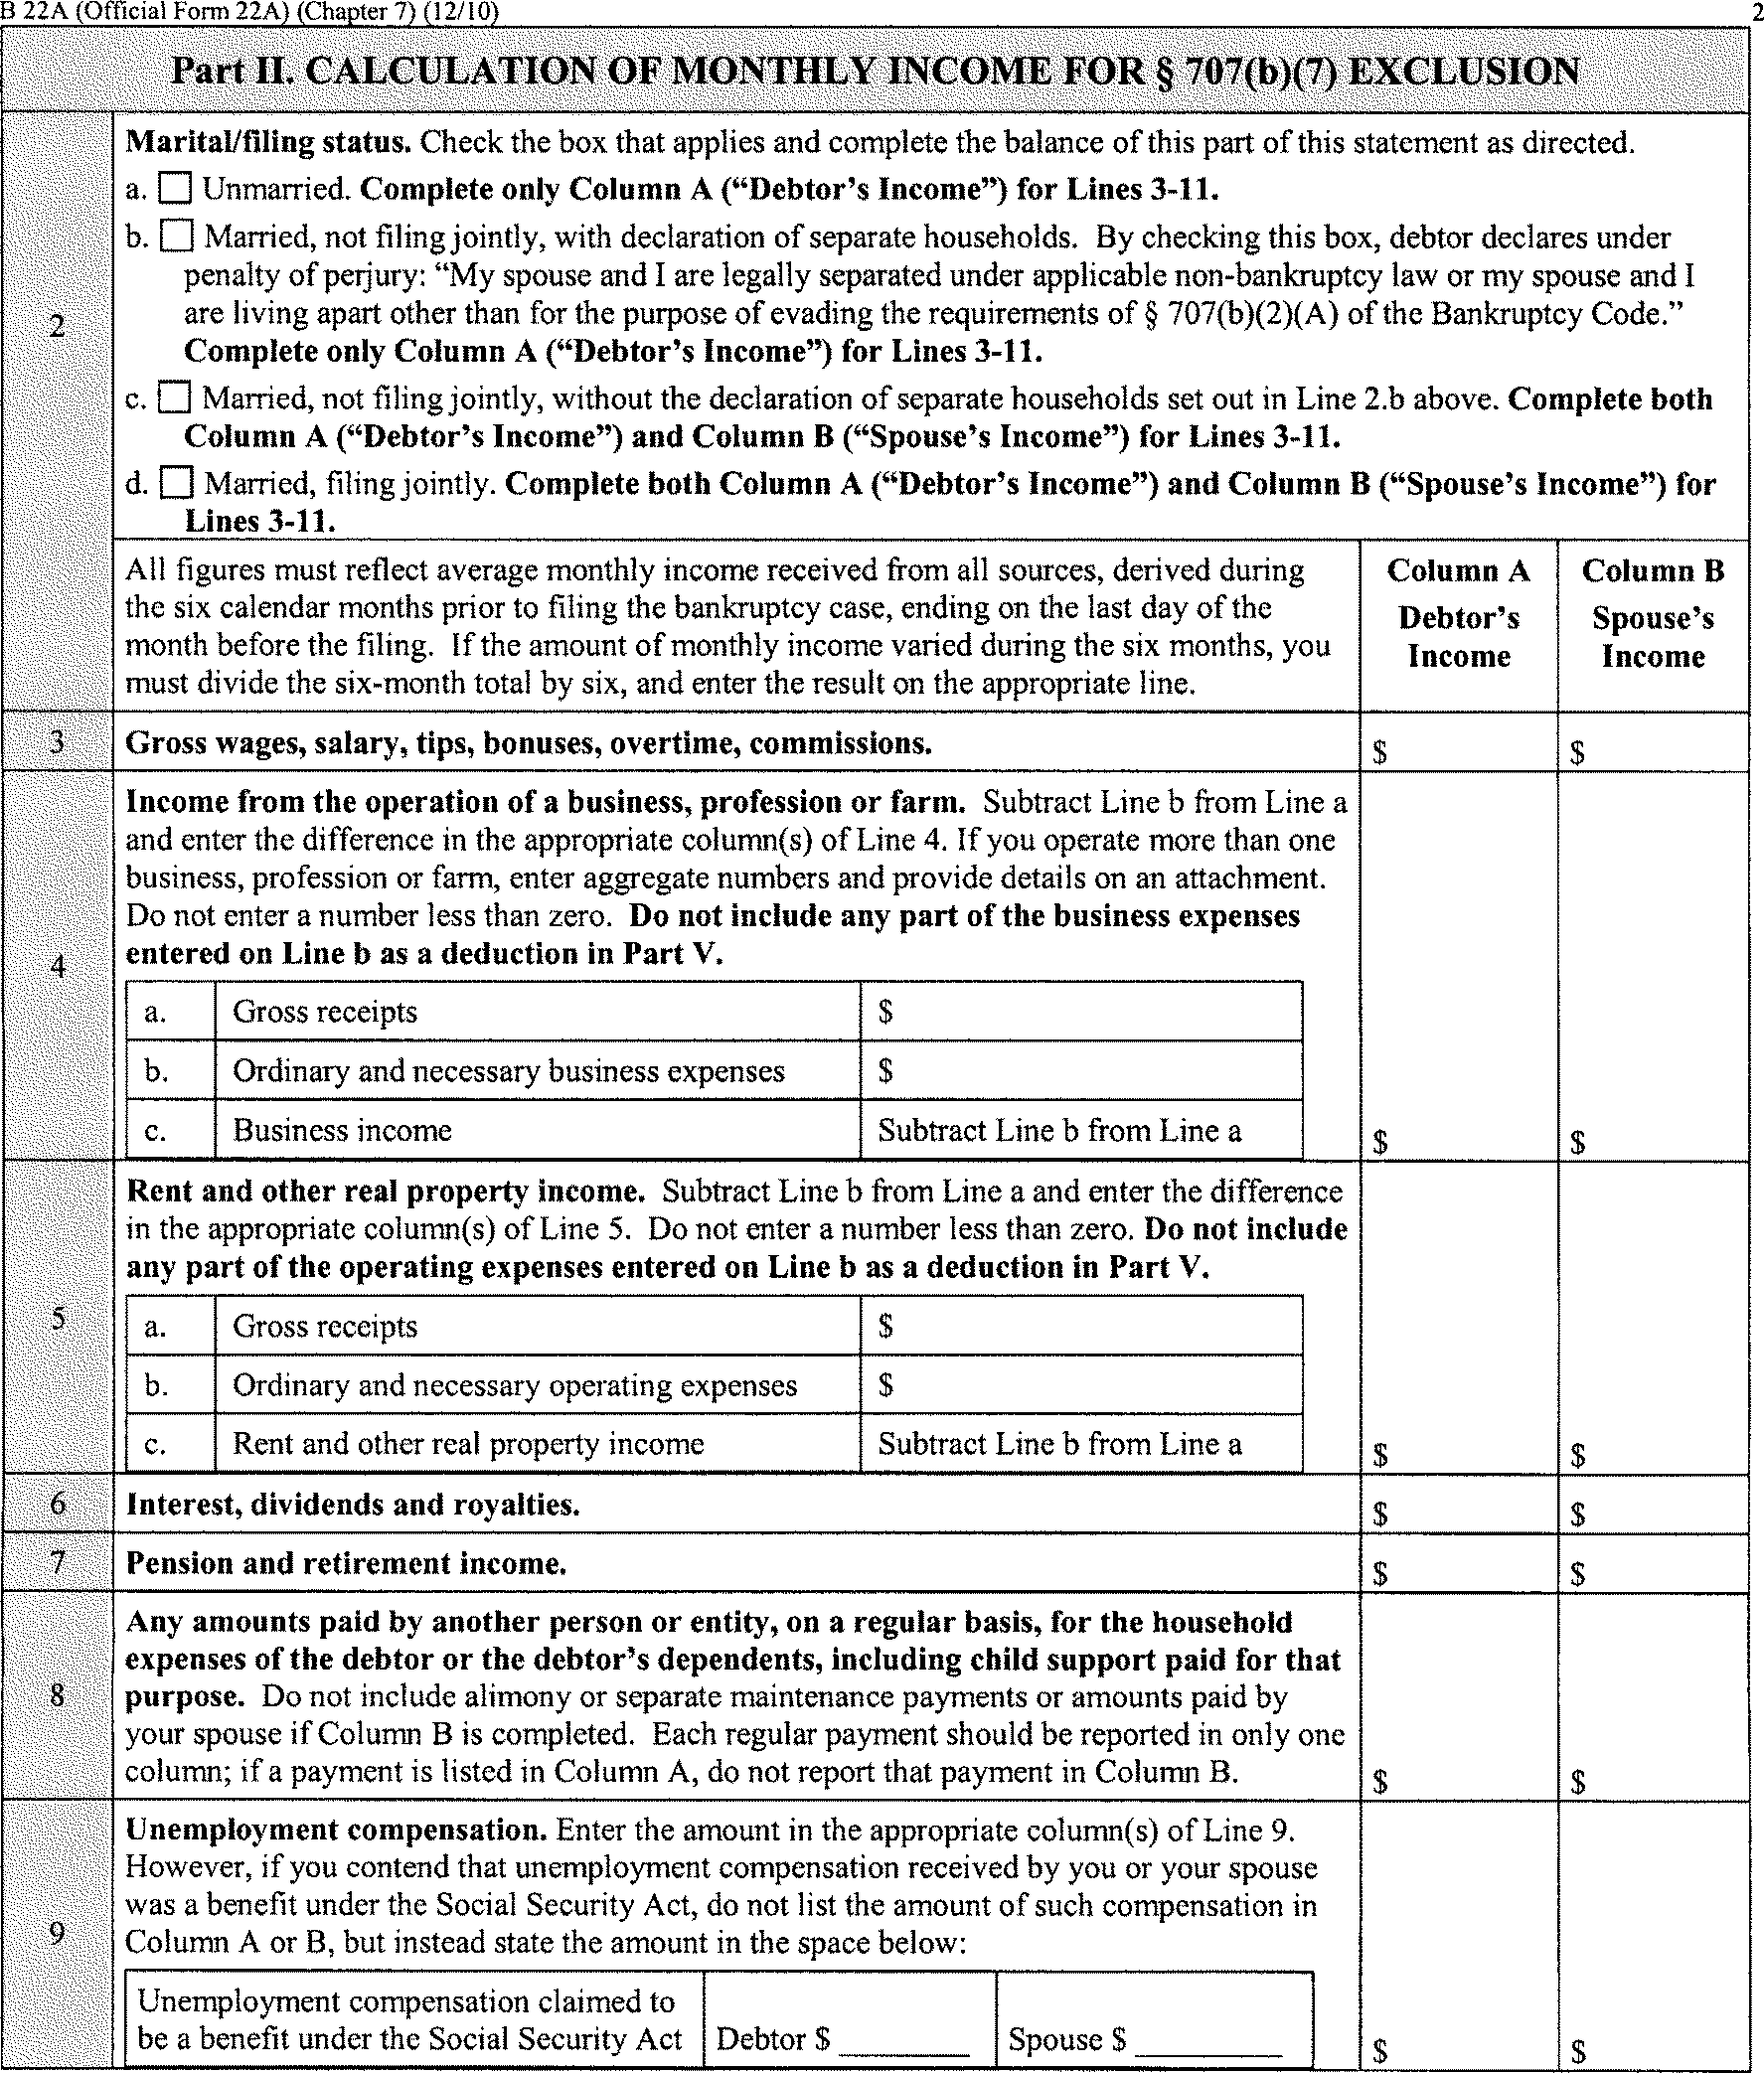 B 22A (Official Form 22A) (Chapter 7) (12/10)
2
Part II. CALCULATION OF MONTHLY INCOME FOR § 707(b)(7) EXCLUSION
2
Marital/filing status. Check the box that applies and complete the balance of this part of this statement as directed.
a. Unmarried. Complete only Column A (“Debtor’s Income”) for Lines 3-11.
b. Married, not filing jointly, with declaration of separate households. By checking this box, debtor declares under
penalty of perjury: “My spouse and I are legally separated under applicable non-bankruptcy law or my spouse and I
are living apart other than for the purpose of evading the requirements of § 707(b)(2)(A) of the Bankruptcy Code.”
Complete only Column A (“Debtor’s Income”) for Lines 3-11.
c. Married, not filing jointly, without the declaration of separate households set out in Line 2.b above. Complete both
Column A (“Debtor’s Income”) and Column B (“Spouse’s Income”) for Lines 3-11.
d. Married, filing jointly. Complete both Column A (“Debtor’s Income”) and Column B (“Spouse’s Income”) for
Lines 3-11.
All figures must reflect average monthly income received from all sources, derived during
the six calendar months prior to filing the bankruptcy case, ending on the last day of the
month before the filing. If the amount of monthly income varied during the six months, you
must divide the six-month total by six, and enter the result on the appropriate line.
Column A
Debtor’s
Income
Column B
Spouse’s
Income
3
Gross wages, salary, tips, bonuses, overtime, commissions.
$
$
4
Income from the operation of a business, profession or farm. Subtract Line b from Line a
and enter the difference in the appropriate column(s) of Line 4. If you operate more than one
business, profession or farm, enter aggregate numbers and provide details on an attachment.
Do not enter a number less than zero. Do not include any part of the business expenses
entered on Line b as a deduction in Part V.
a. Gross receipts $
b. Ordinary and necessary business expenses $
c. Business income Subtract Line b from Line a
$
$
5
Rent and other real property income. Subtract Line b from Line a and enter the difference
in the appropriate column(s) of Line 5. Do not enter a number less than zero. Do not include
any part of the operating expenses entered on Line b as a deduction in Part V.
a. Gross receipts $
b. Ordinary and necessary operating expenses $
c. Rent and other real property income Subtract Line b from Line a
$
$
6
Interest, dividends and royalties.
$
$
7
Pension and retirement income.
$
$
8
Any amounts paid by another person or entity, on a regular basis, for the household
expenses of the debtor or the debtor’s dependents, including child support paid for that
purpose. Do not include alimony or separate maintenance payments or amounts paid by
your spouse if Column B is completed. Each regular payment should be reported in only one
column; if a payment is listed in Column A, do not report that payment in Column B.
$
$
9
Unemployment compensation. Enter the amount in the appropriate column(s) of Line 9.
However, if you contend that unemployment compensation received by you or your spouse
was a benefit under the Social Security Act, do not list the amount of such compensation in
Column A or B, but instead state the amount in the space below:
Unemployment compensation claimed to
be a benefit under the Social Security Act
Debtor $ ________
Spouse $ _________
$
$